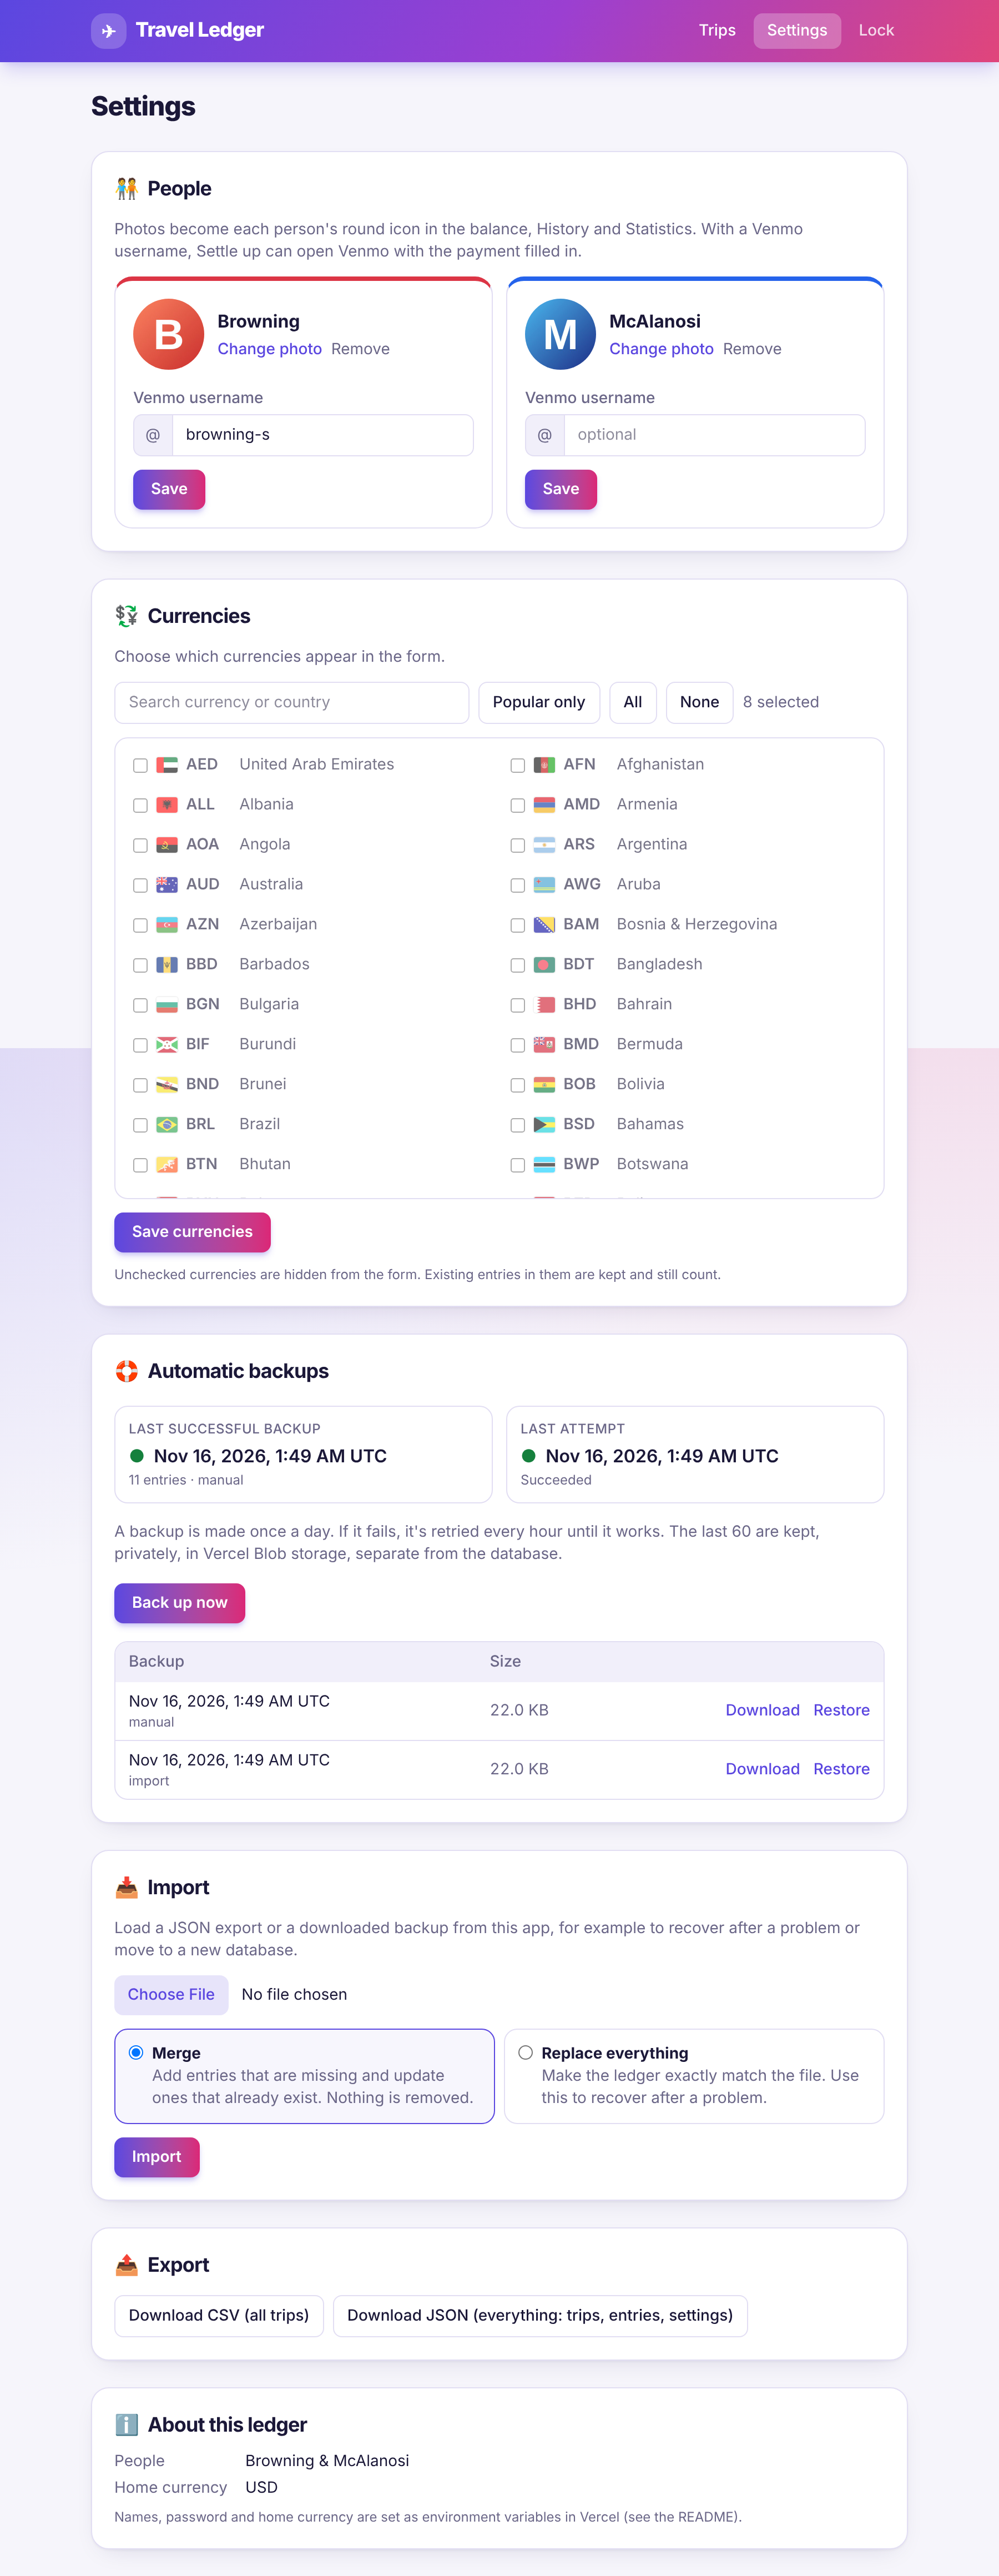 Travel Ledger
Trips
Settings
Lock
Settings
People
Photos become each person's round icon in the balance, History and Statistics. With a Venmo
username, Settle up can open Venmo with the payment filled in.
B
Browning
Change photo Remove
Venmo username
@ browning-s
Save
M
McAlanosi
Change photo Remove
Venmo username
@ optional
Save
Currencies
Choose which currencies appear in the form.
Search currency or country
Popular only
All
None
8 selected
AED United Arab Emirates
AFN Afghanistan
ALL Albania
AMD Armenia
AOA Angola
ARS Argentina
AUD Australia
AWG Aruba
AZN Azerbaijan
BAM Bosnia & Herzegovina
BBD Barbados
BDT Bangladesh
BGN Bulgaria
BHD Bahrain
BIF Burundi
BMD Bermuda
BND Brunei
BOB Bolivia
BRL Brazil
BSD Bahamas
BTN Bhutan
BWP Botswana
Save currencies
Unchecked currencies are hidden from the form. Existing entries in them are kept and still count.
Automatic backups
LAST SUCCESSFUL BACKUP
Nov 16, 2026, 1:49 AM UTC
11 entries · manual
LAST ATTEMPT
Nov 16, 2026, 1:49 AM UTC
Succeeded
A backup is made once a day. If it fails, it's retried every hour until it works. The last 60 are kept,
privately, in Vercel Blob storage, separate from the database.
Back up now
Backup Size
Nov 16, 2026, 1:49 AM UTC
manual
22.0 KB
Download Restore
Nov 16, 2026, 1:49 AM UTC
import
22.0 KB
Download Restore
Import
Load a JSON export or a downloaded backup from this app, for example to recover after a problem or
move to a new database.
Choose File No file chosen
Merge
Add entries that are missing and update
ones that already exist. Nothing is removed.
Replace everything
Make the ledger exactly match the file. Use
this to recover after a problem.
Import
Export
Download CSV (all trips)
Download JSON (everything: trips, entries, settings)
About this ledger
People Browning & McAlanosi
Home currency USD
Names, password and home currency are set as environment variables in Vercel (see the README).